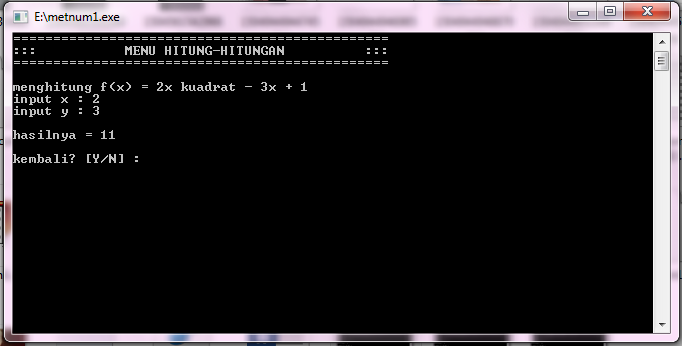 E:\metnum1.exe
===============================================
::: MENU HITUNG-HITUNGAN :::
===============================================
menghitung f(x) = 2x kuadrat - 3x + 1
input x : 2
input y : 3
hasilnya = 11
kembali? [Y/N] :